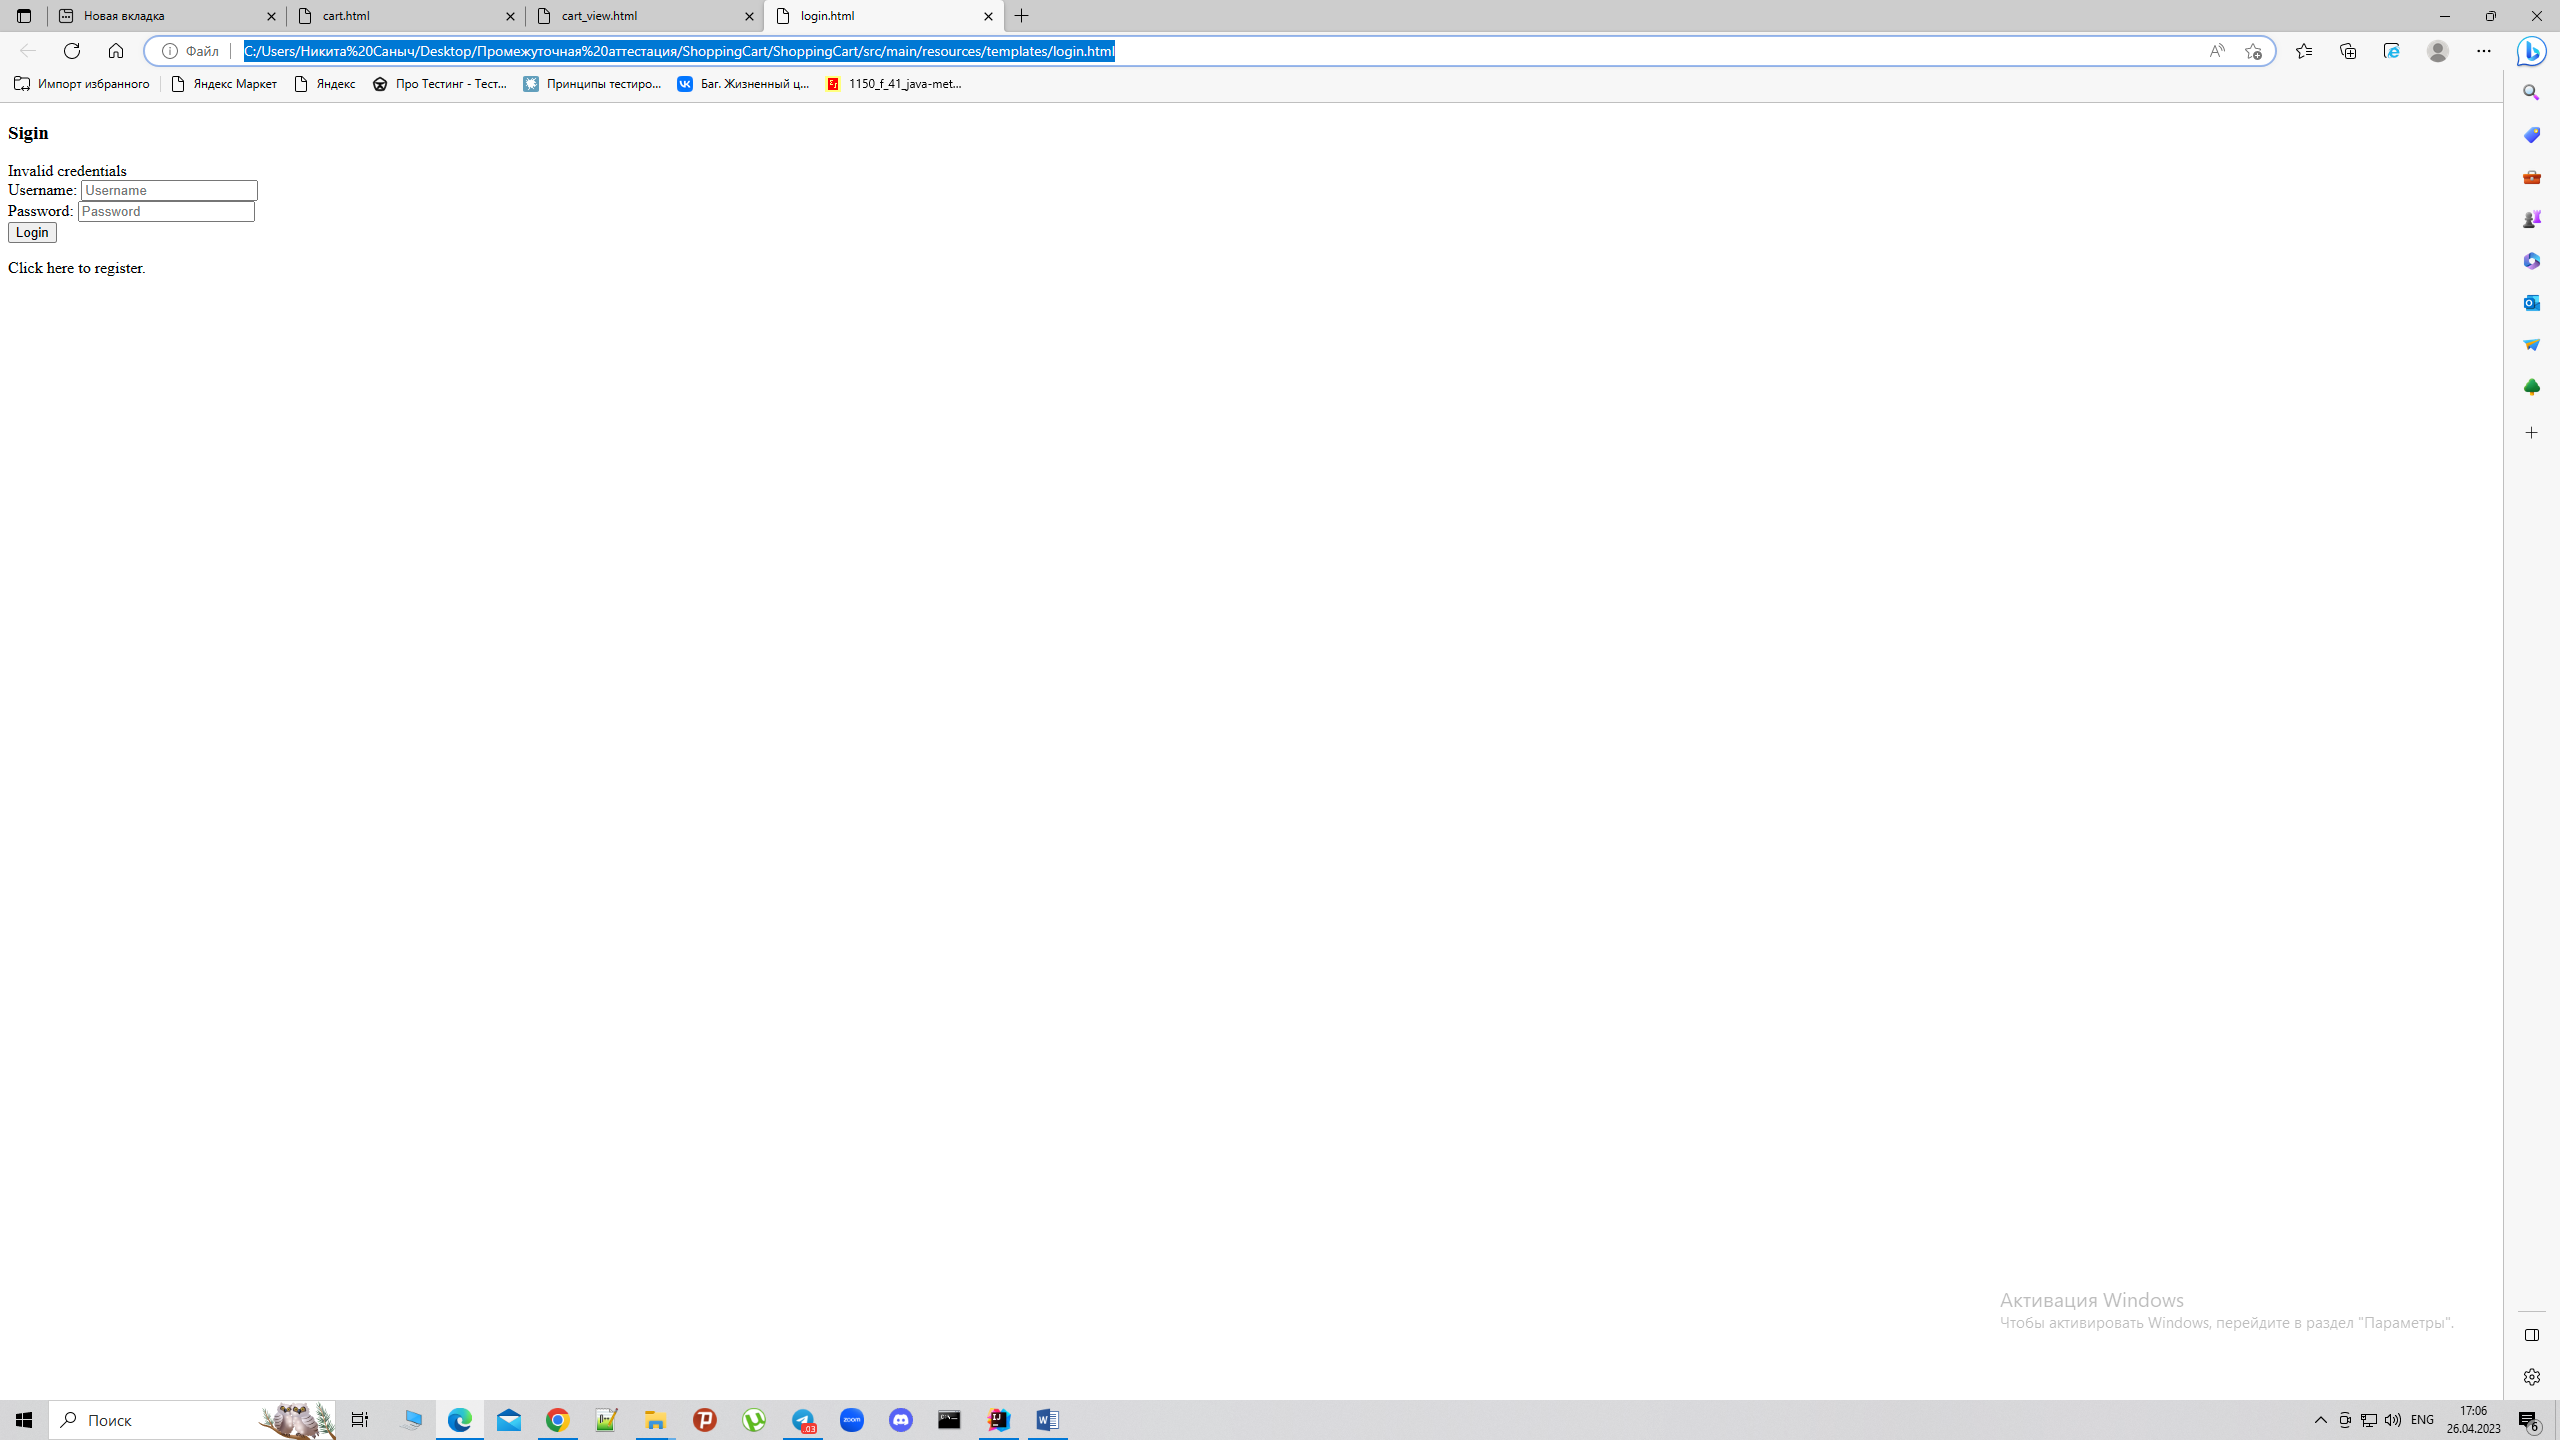 Новая вкладка
cart.html
cart_view.html
login.html
Файл
C:/Users/Никита%20Саныч/Desktop/Промежуточная%20аттестация/ShoppingCart/ShoppingCart/src/main/resources/templates/login.html
Импорт избранного
Яндекс Маркет
Яндекс
Про Тестинг - Тест...
Принципы тестиро...
Баг. Жизненный ц...
1150_f_41_java-met...
Sigin
Invalid credentials
Username: Username
Password: Password
Login
Click here to register.
Активация Windows
Чтобы активировать Windows, перейдите в раздел "Параметры".
Поиск
.03
zoom
ENG
17:06
26.04.2023
6